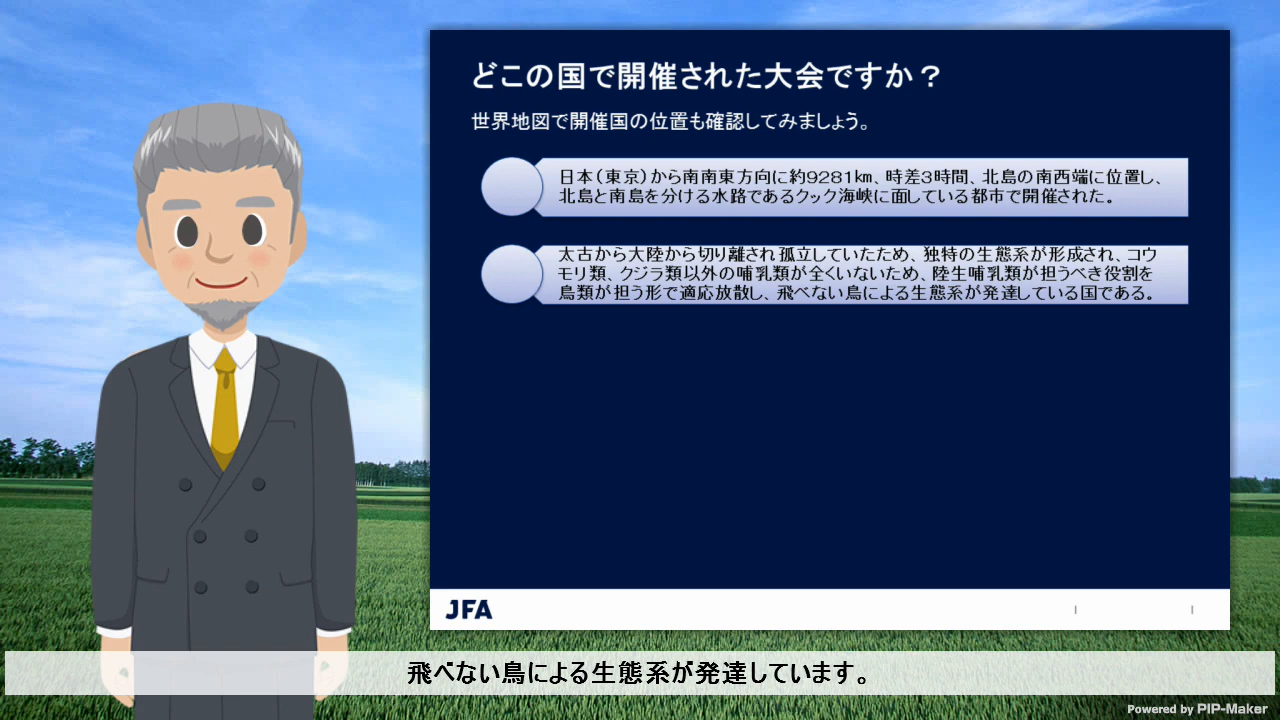 どこの国で開催された大会ですか？
世界地図で開催国の位置も確認してみましょう。
日本（東京）から南南東方向に約9281km、時差3時間、北島の南西端に位置し、
北島と南島を分ける水路であるクック海峡に面している都市で開催された。
太古から大陸から切り離され孤立していたため、独特の生態系が形成され、コウ
モリ類、クジラ類以外の哺乳類が全くいないため、陸生哺乳類が担うべき役割を
鳥類が担う形で適応放散し、飛べない鳥による生態系が発達している国である。
JFA
飛べない鳥による生態系が発達しています。
Powered by PIP-Maker